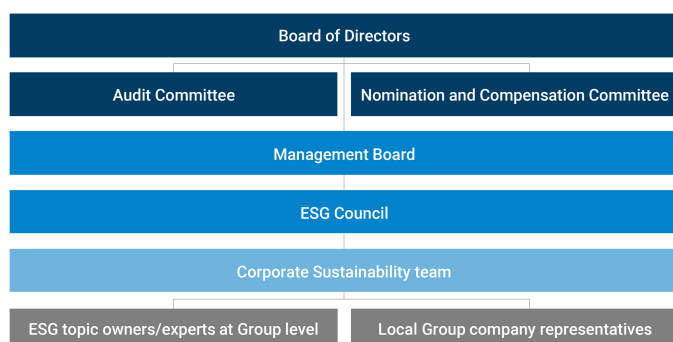 Board of Directors
Audit Committee
Nomination and Compensation Committee
Management Board
ESG Council
Corporate Sustainability team
ESG topic owners/experts at Group level
Local Group company representatives